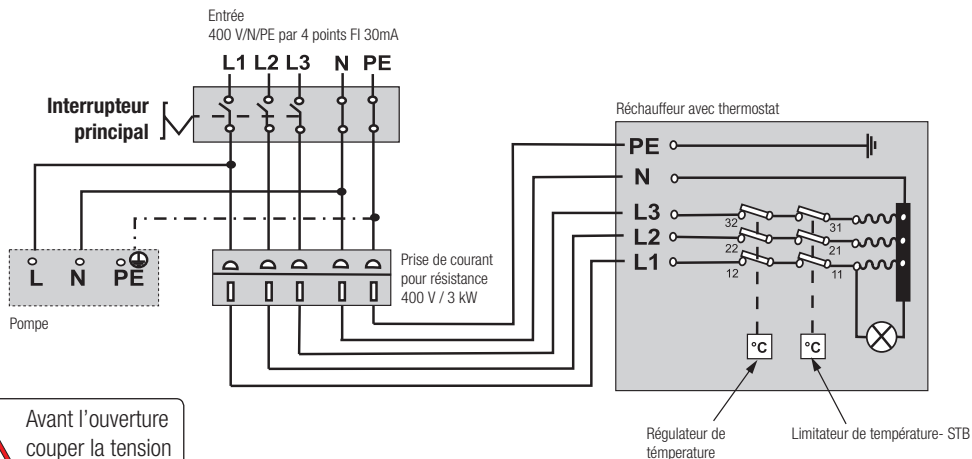 Entrée
400 V/N/PE par 4 points FI 30mA
L1 L2 L3 N PE
Interrupteur
principal
Réchauffeur avec thermostat
PE
N
L3
32
31
L2
22
21
L1
12
11
L N PE
Pompe
Prise de courant
pour résistance
400 V / 3 kW
°C °C
Régulateur de
témperature
Limitateur de température- STB
Avant l’ouverture
couper la tension